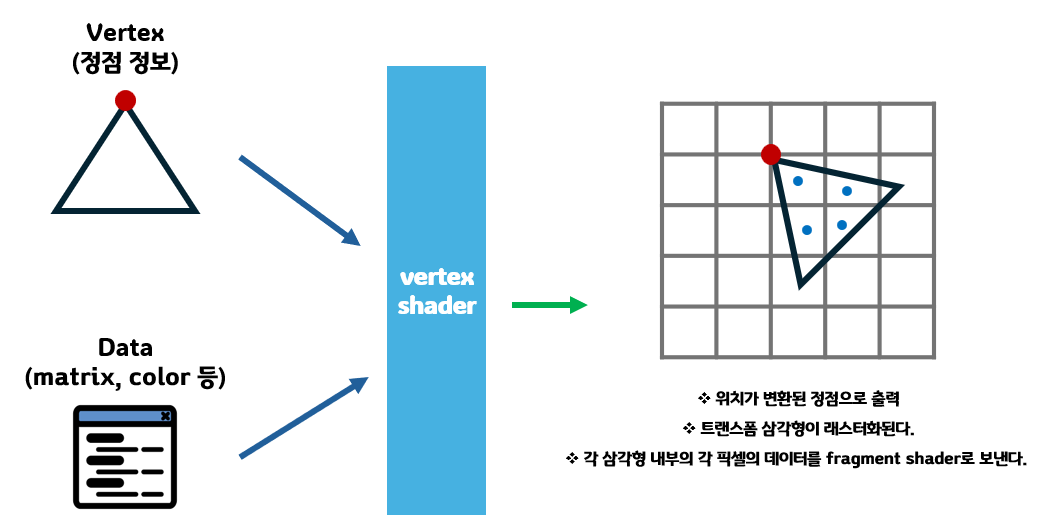 Vertex
(정점 정보)
vertex
shader
Data
(matrix, color 등)
❖ 위치가 변환된 정점으로 출력
❖ 트랜스폼 삼각형이 래스터화된다.
❖ 각 삼각형 내부의 각 픽셀의 데이터를 fragment shader로 보낸다.